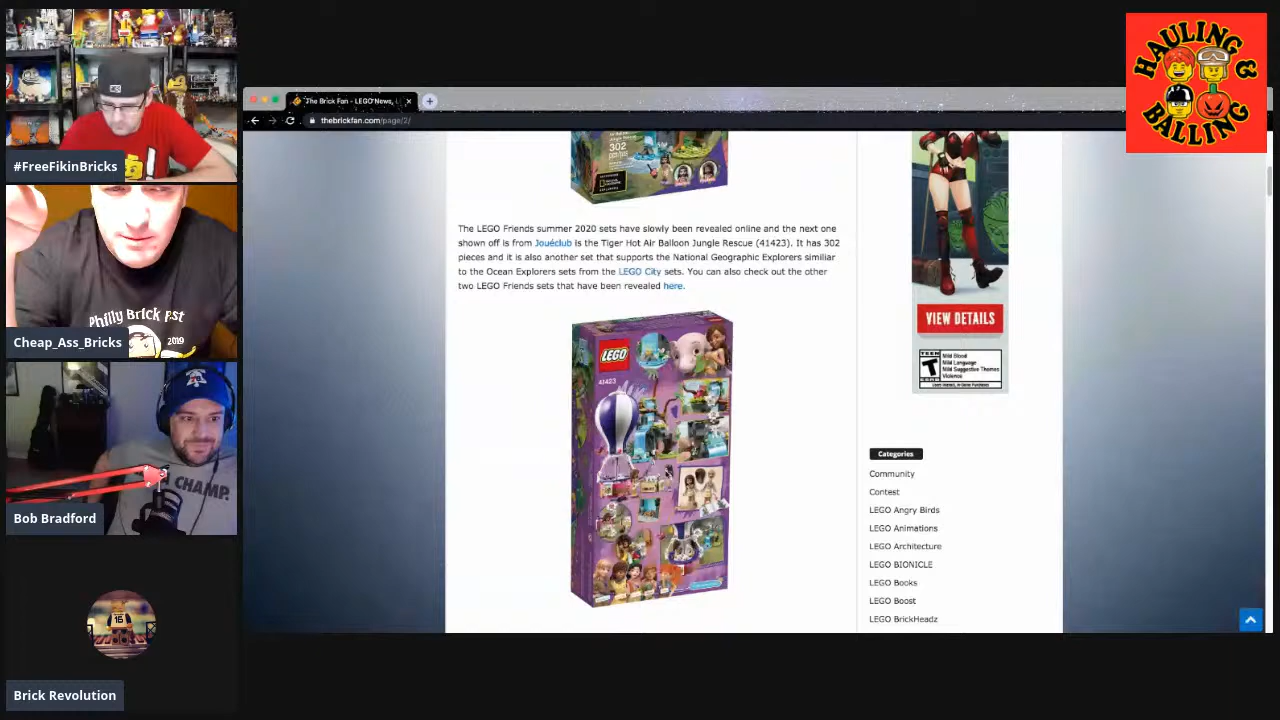 #FreeFikinBricks
Philly Brick Fest
2019
Cheap_Ass_Bricks
CHAMP.
Bob Bradford
16
Brick Revolution
The Brick Fan - LEGO News, L
thebrickfan.com/page/2/
HAULING &
BALLING
302
pcs/pzs
The LEGO Friends summer 2020 sets have slowly been revealed online and the next one
shown off is from Jouéclub is the Tiger Hot Air Balloon Jungle Rescue (41423). It has 302
pieces and it is also another set that supports the National Geographic Explorers similiar
to the Ocean Explorers sets from the LEGO City sets. You can also check out the other
two LEGO Friends sets that have been revealed here.
LEGO
41423
VIEW DETAILS
TEEN
T
Mild Blood
Mild Language
Mild Suggestive Themes
Violence
Categories
Community
Contest
LEGO Angry Birds
LEGO Animations
LEGO Architecture
LEGO BIONICLE
LEGO Books
LEGO Boost
LEGO BrickHeadz